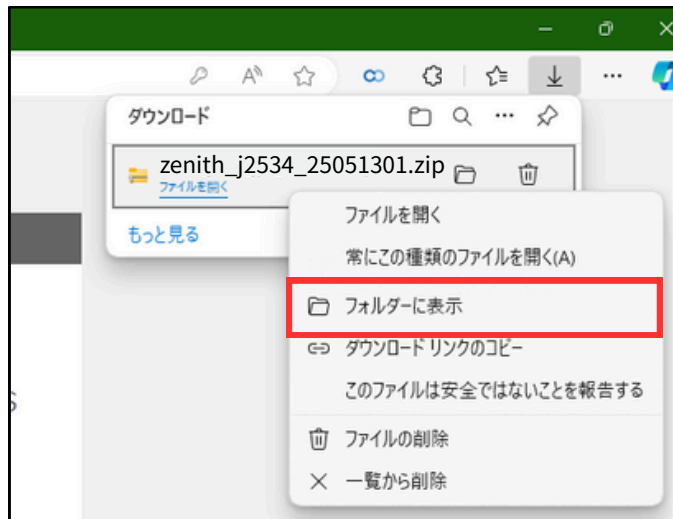 ダウンロード
zenith_j2534_25051301.zip
ファイルを開く
もっと見る
ファイルを開く
常にこの種類のファイルを開く(A)
フォルダーに表示
ダウンロード リンクのコピー
このファイルは安全ではないことを報告する
ファイルの削除
一覧から削除